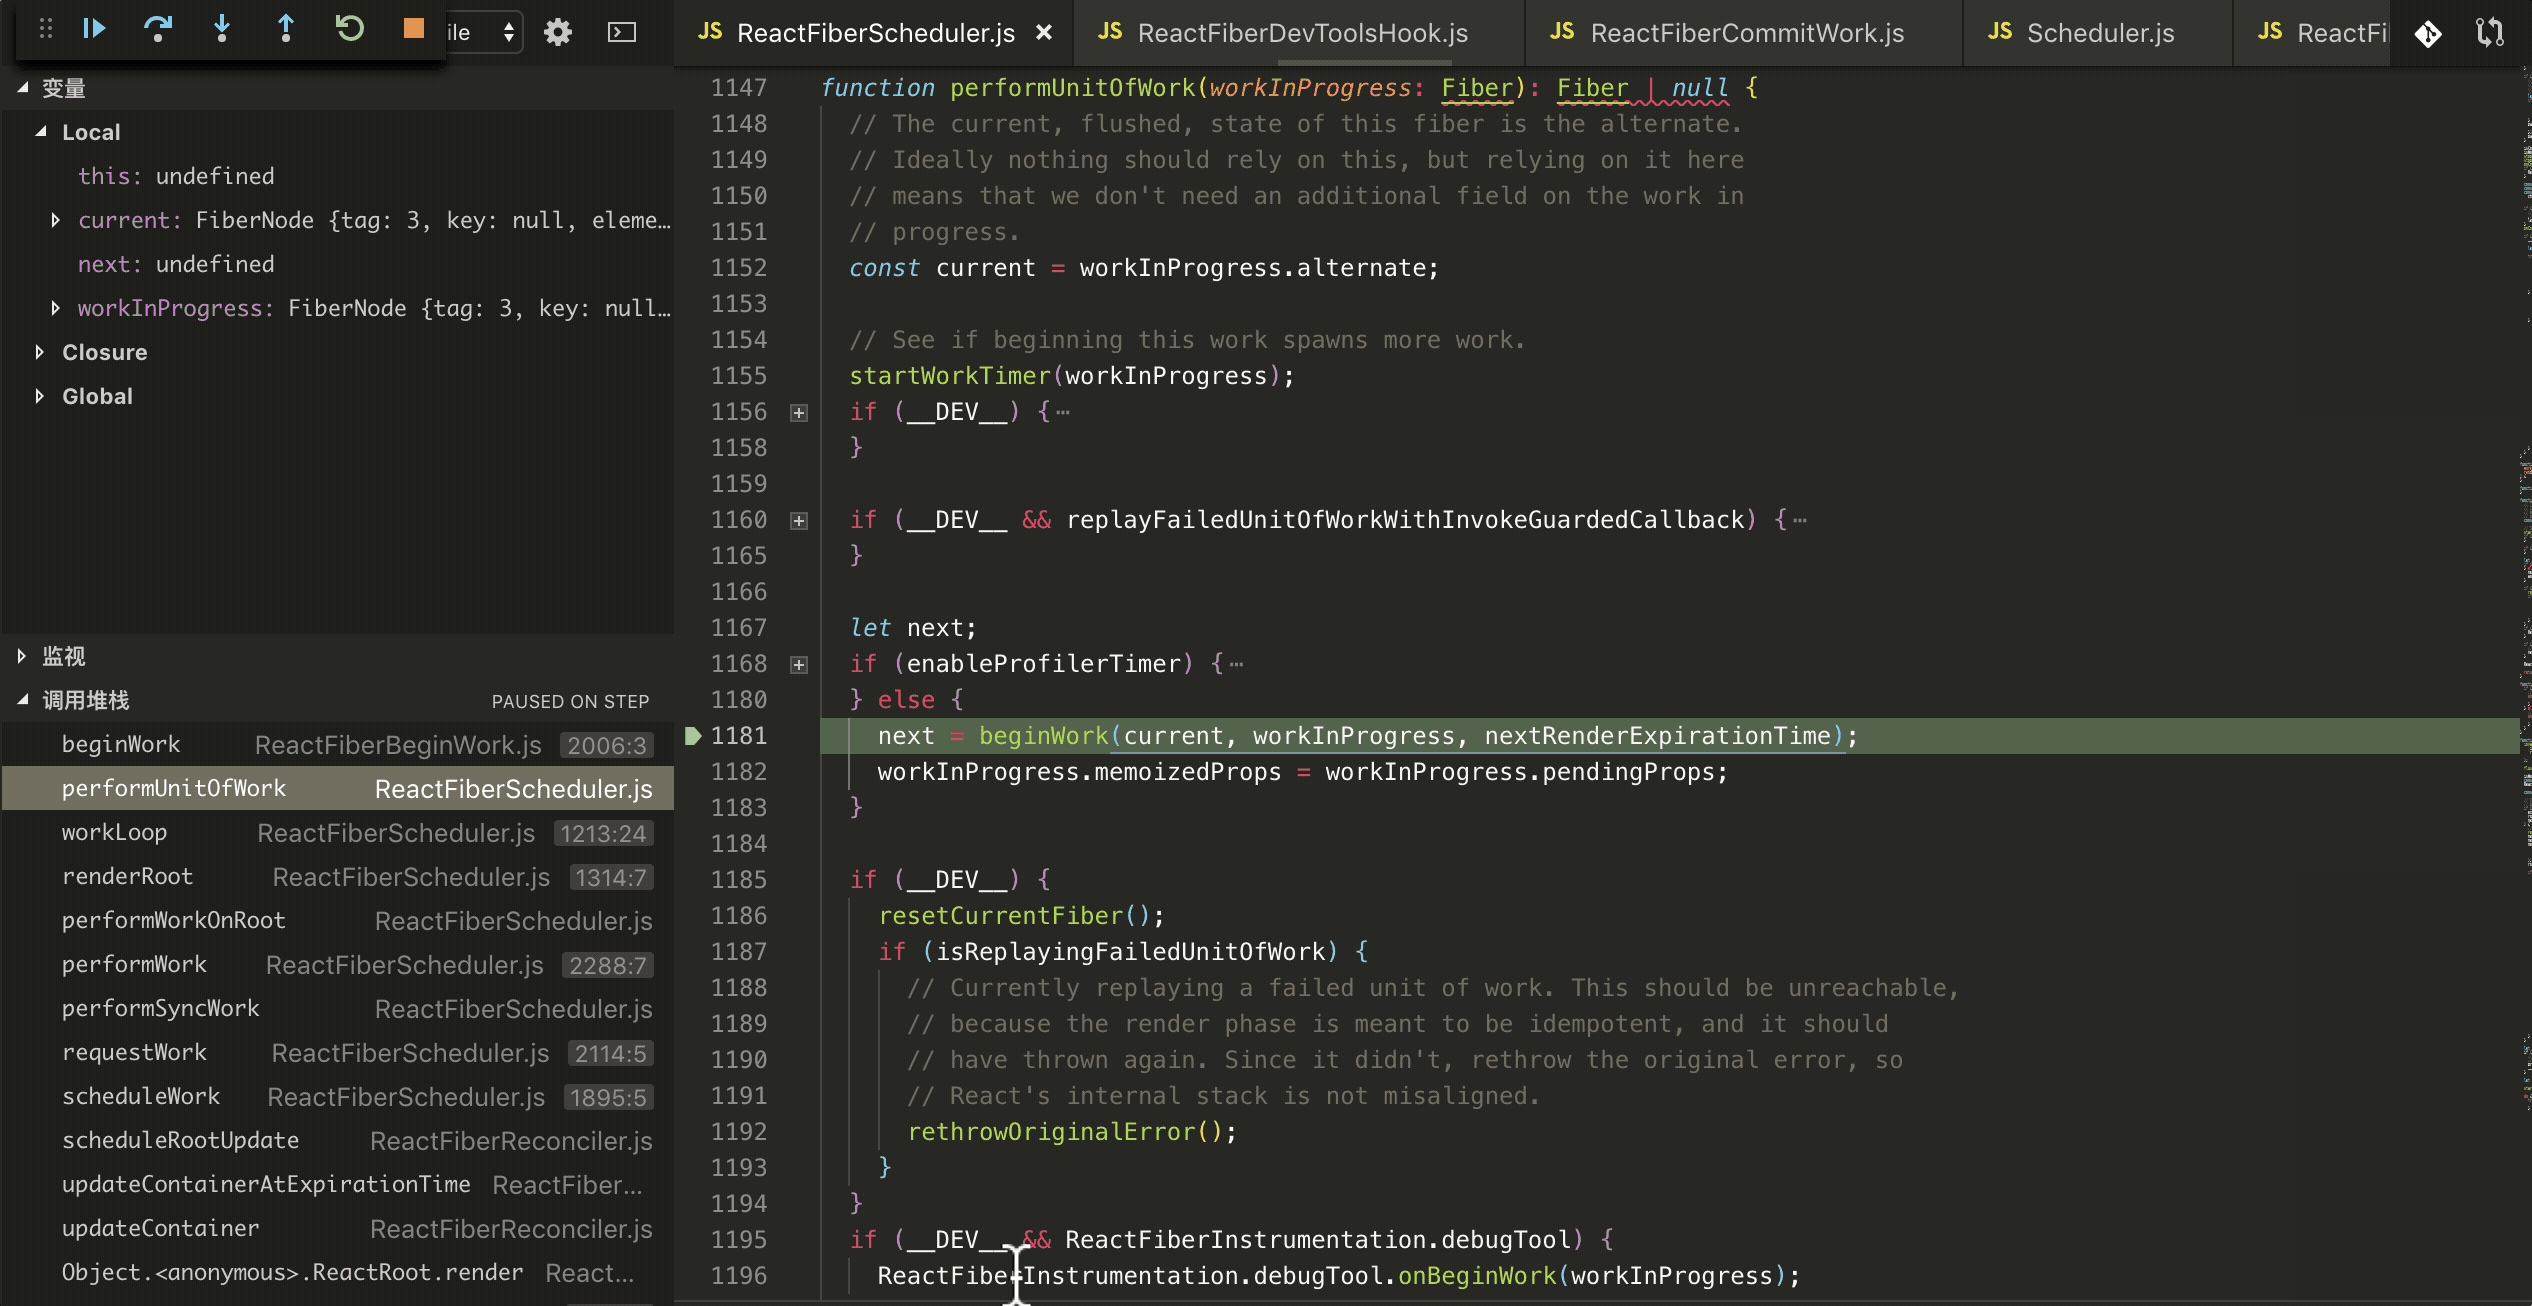 ile
变量
Local
this: undefined
current: FiberNode {tag: 3, key: null, eleme…
next: undefined
workInProgress: FiberNode {tag: 3, key: null…
Closure
Global
监视
调用堆栈 PAUSED ON STEP
beginWork ReactFiberBeginWork.js 2006:3
performUnitOfWork ReactFiberScheduler.js
workLoop ReactFiberScheduler.js 1213:24
renderRoot ReactFiberScheduler.js 1314:7
performWorkOnRoot ReactFiberScheduler.js
performWork ReactFiberScheduler.js 2288:7
performSyncWork ReactFiberScheduler.js
requestWork ReactFiberScheduler.js 2114:5
scheduleWork ReactFiberScheduler.js 1895:5
scheduleRootUpdate ReactFiberReconciler.js
updateContainerAtExpirationTime ReactFiber…
updateContainer ReactFiberReconciler.js
Object.<anonymous>.ReactRoot.render React…
JS ReactFiberScheduler.js × JS ReactFiberDevToolsHook.js JS ReactFiberCommitWork.js JS Scheduler.js JS ReactFi
1147 function performUnitOfWork(workInProgress: Fiber): Fiber | null {
1148 // The current, flushed, state of this fiber is the alternate.
1149 // Ideally nothing should rely on this, but relying on it here
1150 // means that we don't need an additional field on the work in
1151 // progress.
1152 const current = workInProgress.alternate;
1153
1154 // See if beginning this work spawns more work.
1155 startWorkTimer(workInProgress);
1156 if (__DEV__) {⋯
1158 }
1159
1160 if (__DEV__ && replayFailedUnitOfWorkWithInvokeGuardedCallback) {⋯
1165 }
1166
1167 let next;
1168 if (enableProfilerTimer) {⋯
1180 } else {
1181 next = beginWork(current, workInProgress, nextRenderExpirationTime);
1182 workInProgress.memoizedProps = workInProgress.pendingProps;
1183 }
1184
1185 if (__DEV__) {
1186 resetCurrentFiber();
1187 if (isReplayingFailedUnitOfWork) {
1188 // Currently replaying a failed unit of work. This should be unreachable,
1189 // because the render phase is meant to be idempotent, and it should
1190 // have thrown again. Since it didn't, rethrow the original error, so
1191 // React's internal stack is not misaligned.
1192 rethrowOriginalError();
1193 }
1194 }
1195 if (__DEV__ && ReactFiberInstrumentation.debugTool) {
1196 ReactFiberInstrumentation.debugTool.onBeginWork(workInProgress);